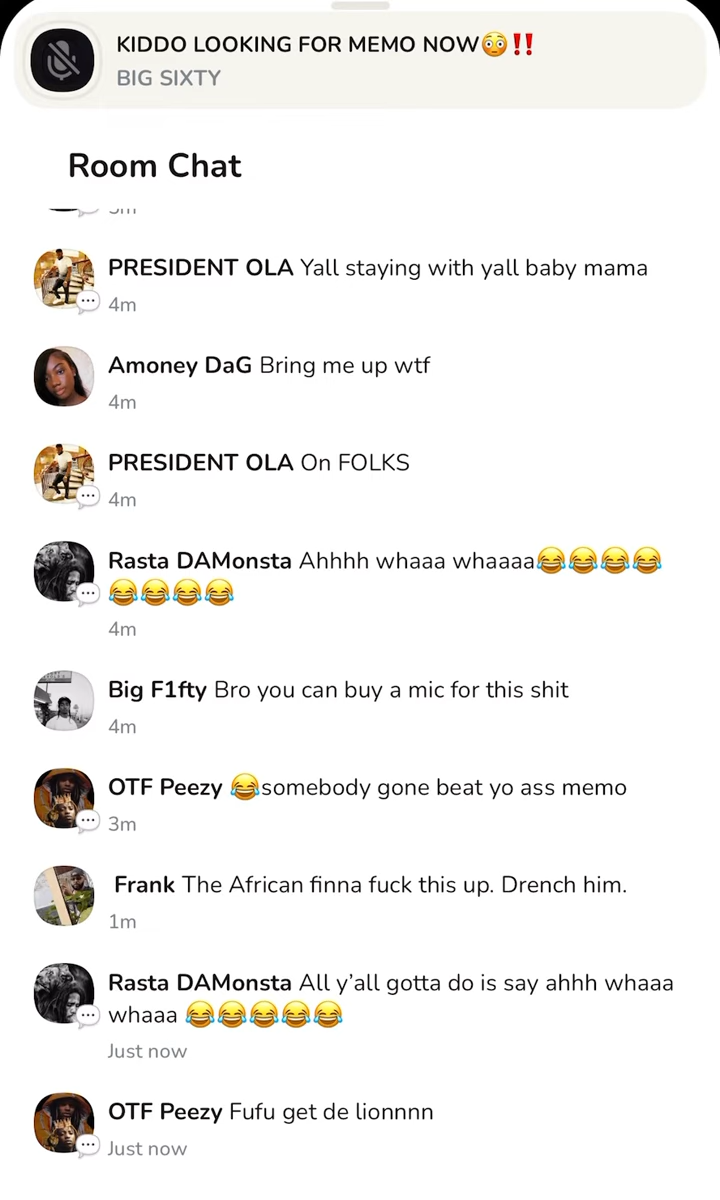 KIDDO LOOKING FOR MEMO NOW😳‼️
BIG SIXTY
Room Chat
PRESIDENT OLA Yall staying with yall baby mama
4m
Amoney DaG Bring me up wtf
4m
PRESIDENT OLA On FOLKS
4m
Rasta DAMonsta Ahhhh whaaa whaaaa😂😂😂😂
😂😂😂😂
4m
Big F1fty Bro you can buy a mic for this shit
4m
OTF Peezy 😂somebody gone beat yo ass memo
3m
Frank The African finna fuck this up. Drench him.
1m
Rasta DAMonsta All y’all gotta do is say ahhh whaaa
whaaa 😂😂😂😂😂
Just now
OTF Peezy Fufu get de lionnnn
Just now